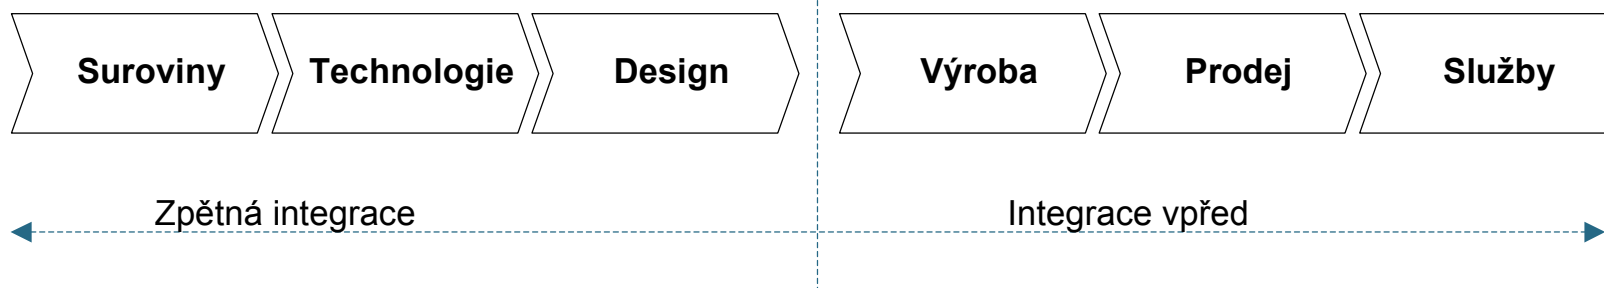 Suroviny Technologie Design Výroba Prodej Služby
Zpětná integrace Integrace vpřed